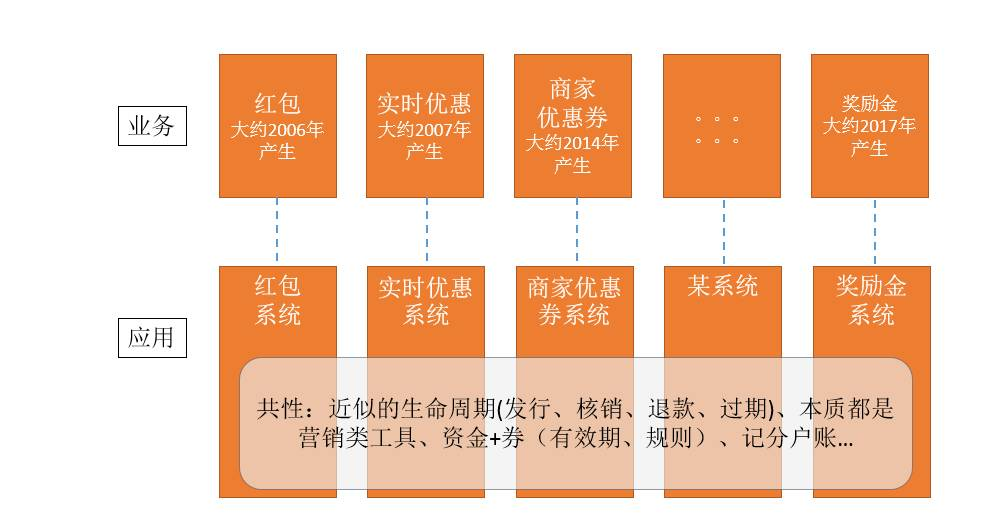 业务
红包
大约2006年
产生
实时优惠
大约2007年
产生
商家
优惠券
大约2014年
产生
。。。
。。。
奖励金
大约2017年
产生
应用
红包
系统
实时优惠
系统
商家优惠
券系统
某系统
奖励金
系统
共性：近似的生命周期(发行、核销、退款、过期)、本质都是
营销类工具、资金+券（有效期、规则）、记分户账...